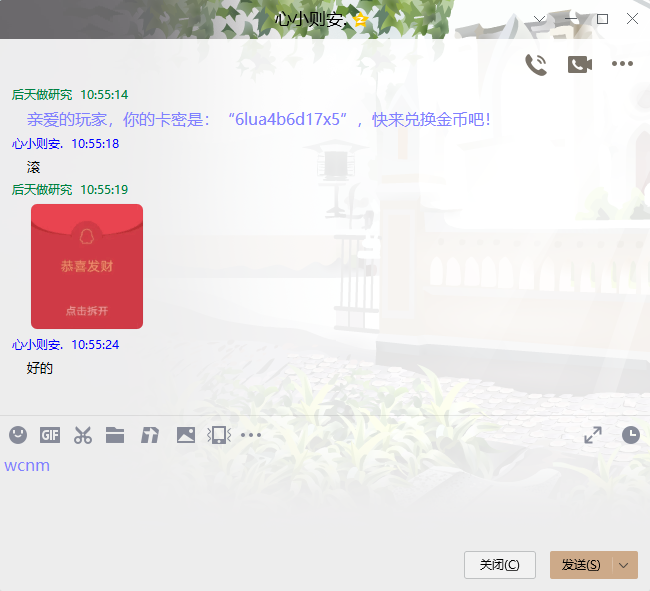 心小则安.
后天做研究 10:55:14
亲爱的玩家，你的卡密是：“6lua4b6d17x5”，快来兑换金币吧！
心小则安. 10:55:18
滚
后天做研究 10:55:19
恭喜发财
点击拆开
心小则安. 10:55:24
好的
GIF
wcnm
关闭(C)
发送(S)